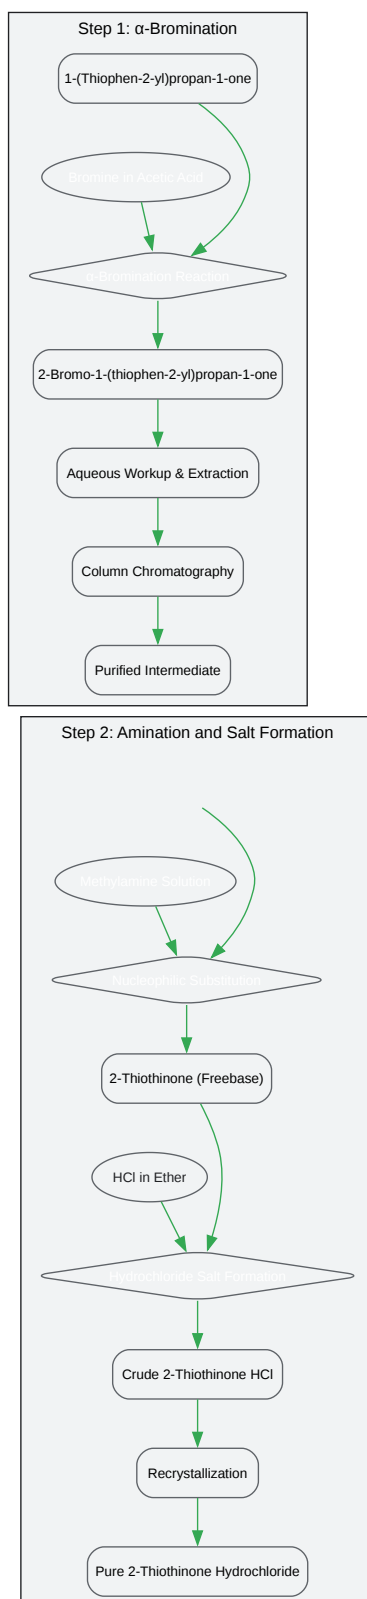 Step 1: α-Bromination
1-(Thiophen-2-yl)propan-1-one
Bromine in Acetic Acid
α-Bromination Reaction
2-Bromo-1-(thiophen-2-yl)propan-1-one
Aqueous Workup & Extraction
Column Chromatography
Purified Intermediate
Step 2: Amination and Salt Formation
Methylamine Solution
Nucleophilic Substitution
2-Thiothinone (Freebase)
HCl in Ether
Hydrochloride Salt Formation
Crude 2-Thiothinone HCl
Recrystallization
Pure 2-Thiothinone Hydrochloride